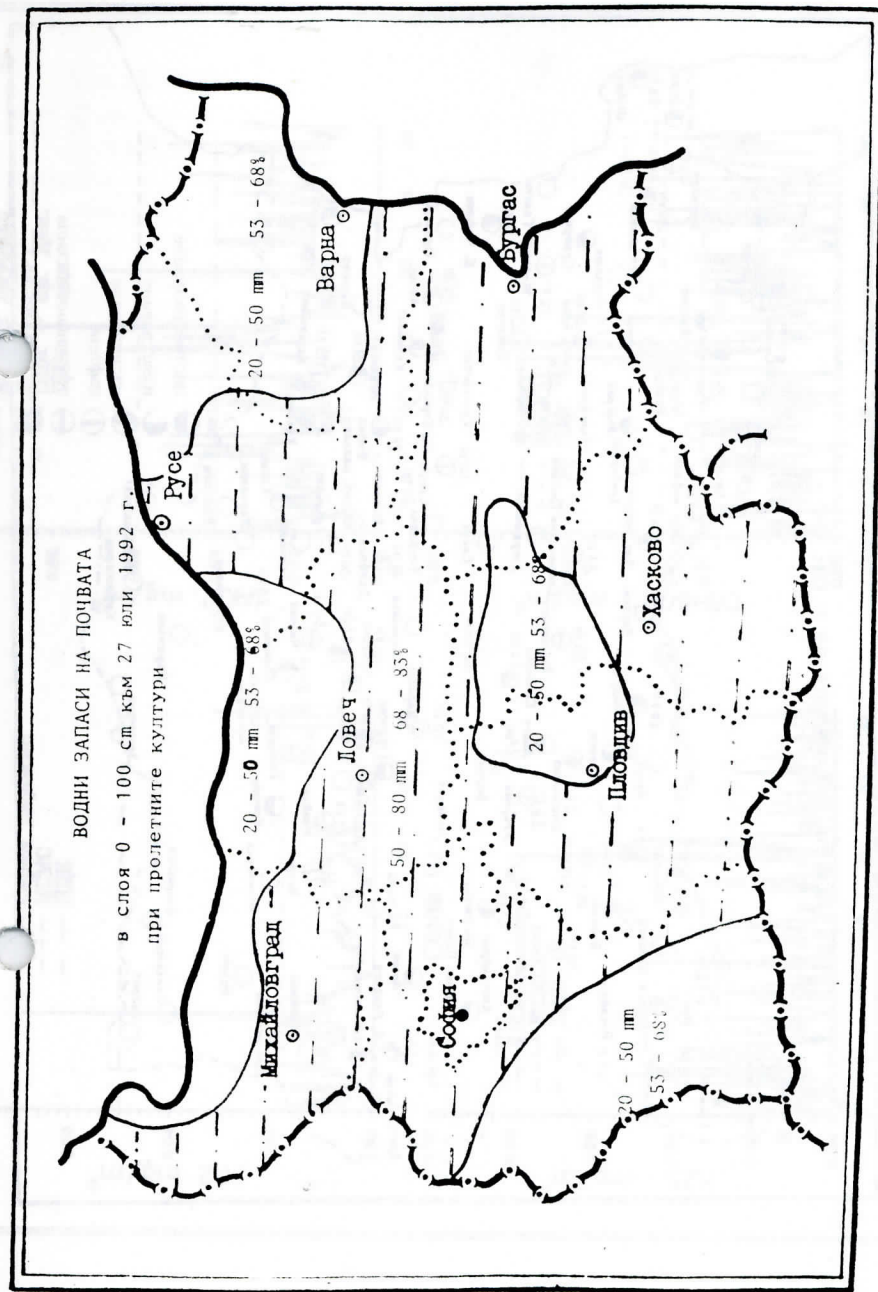 ВОДНИ ЗАПАСИ НА ПОЧВАТА
в слоя 0 - 100 cm към 27 юли 1992 г.
при пролетните култури
Русе
20 - 50 mm 53 - 68%
Варна
20 - 50 mm 53 - 68%
Михайловград
Ловеч
50 - 80 mm 68 - 83%
София
Бургас
20 - 50 mm 53 - 68%
Пловдив
Хасково
20 - 50 mm
53 - 68%